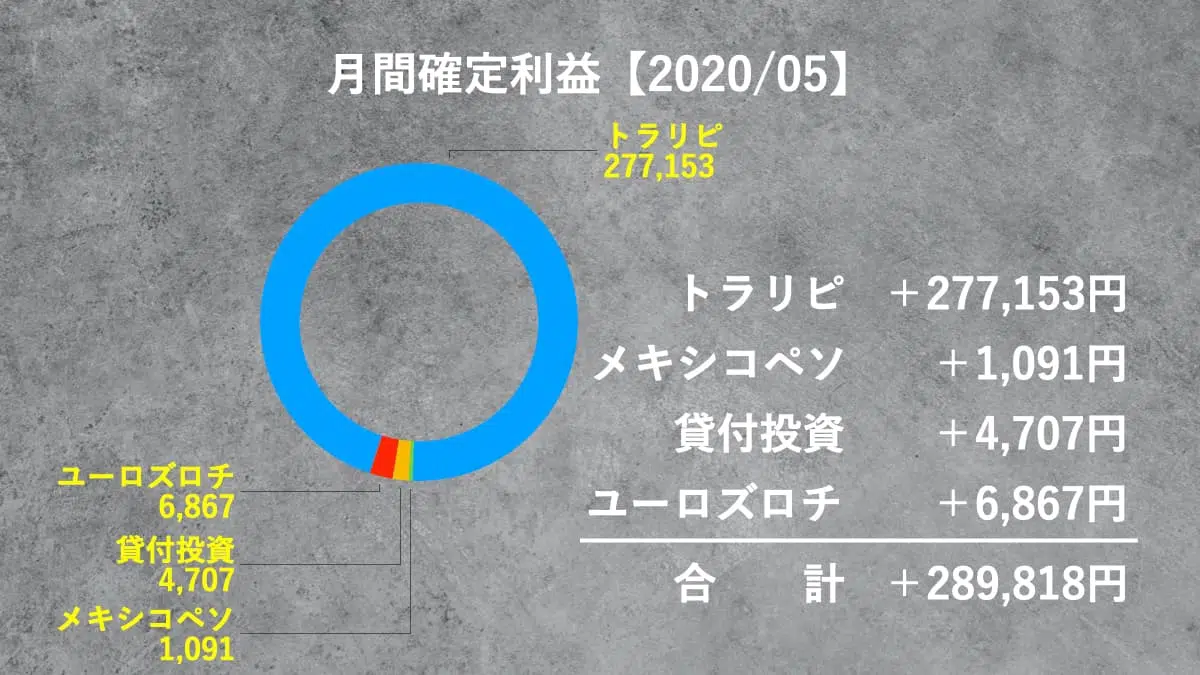 月間確定利益【2020/05】
トラリピ
277,153
ユーロズロチ
6,867
貸付投資
4,707
メキシコペソ
1,091
トラリピ ＋277,153円
メキシコペソ ＋1,091円
貸付投資 ＋4,707円
ユーロズロチ ＋6,867円
合計 ＋289,818円